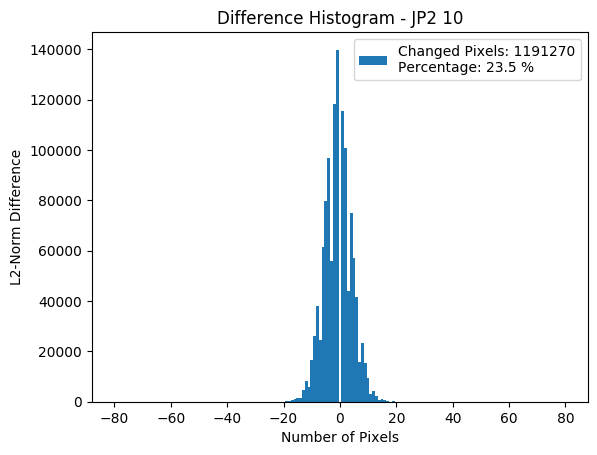 Difference Histogram - JP2 10
Changed Pixels: 1191270
Percentage: 23.5 %
L2-Norm Difference
140000
120000
100000
80000
60000
40000
20000
0
−80 −60 −40 −20 0 20 40 60 80
Number of Pixels